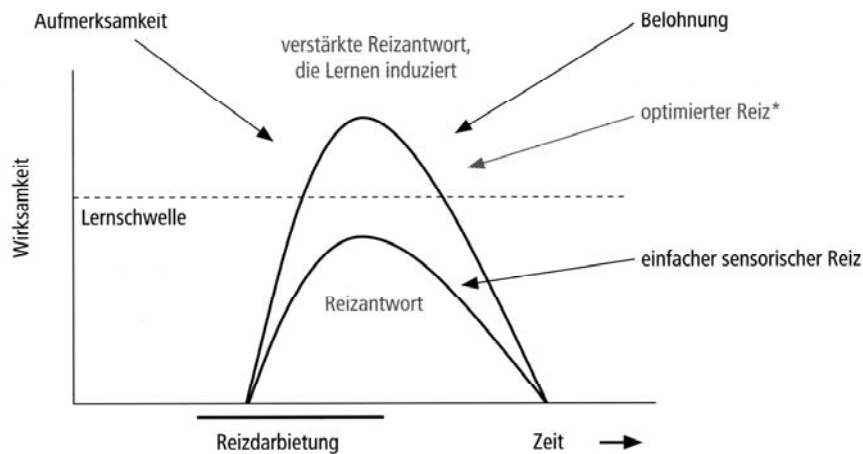 Aufmerksamkeit
verstärkte Reizantwort,
die Lernen induziert
Belohnung
optimierter Reiz*
Wirksamkeit
Lernschwelle
einfacher sensorischer Reiz
Reizantwort
Reizdarbietung
Zeit